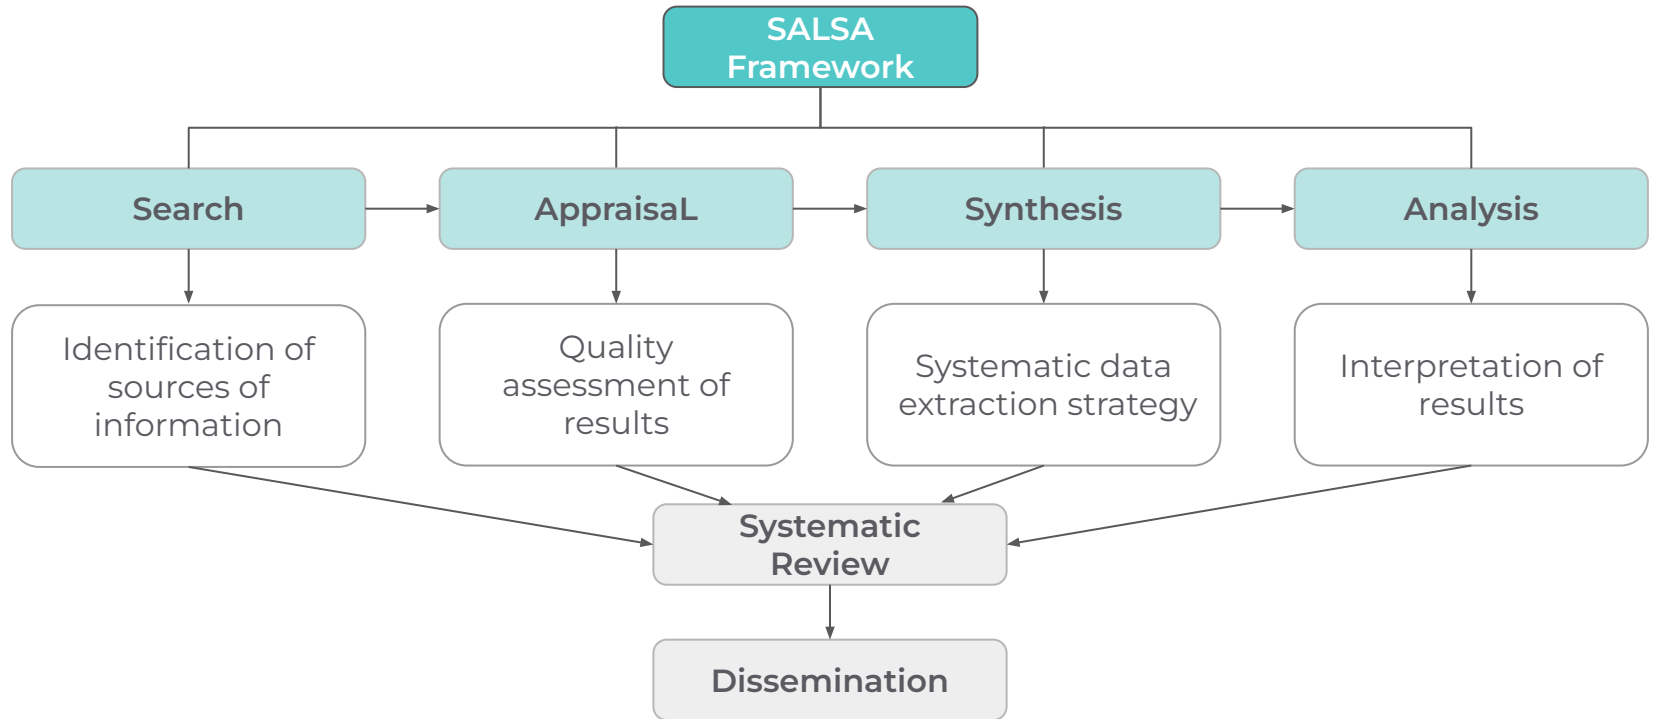 SALSA
Framework
Search
AppraisaL
Synthesis
Analysis
Identification of
sources of
information
Quality
assessment of
results
Systematic data
extraction strategy
Interpretation of
results
Systematic
Review
Dissemination